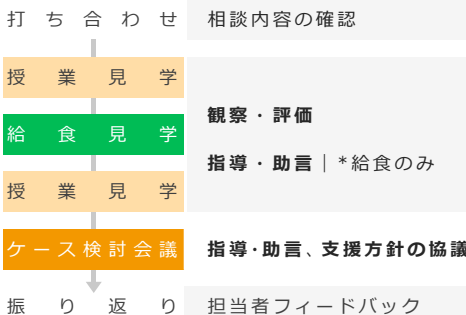 打ち合わせ 相談内容の確認
授業見学
観察・評価
給食見学
指導・助言|*給食のみ
授業見学
ケース検討会議 指導・助言、支援方針の協議
振り返り 担当者フィードバック